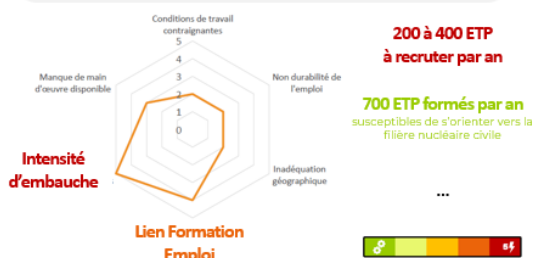 Conditions de travail
contraignantes
5
4
3
2
1
0
Manque de main
d'œuvre disponible
Non durabilité de
l'emploi
Intensité
d'embauche
Inadéquation
géographique
Lien Formation
Emploi
200 à 400 ETP
à recruter par an
700 ETP formés par an
susceptibles de s'orienter vers la
filière nucléaire civile
...
5